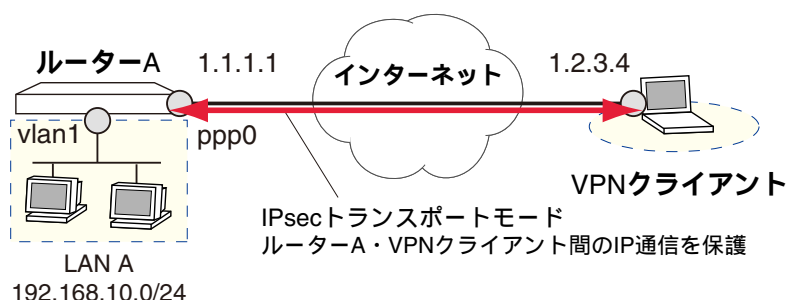 ルーターA
1.1.1.1
インターネット
1.2.3.4
vlan1
ppp0
VPNクライアント
IPsecトランスポートモード
ルーターA・VPNクライアント間のIP通信を保護
LAN A
192.168.10.0/24